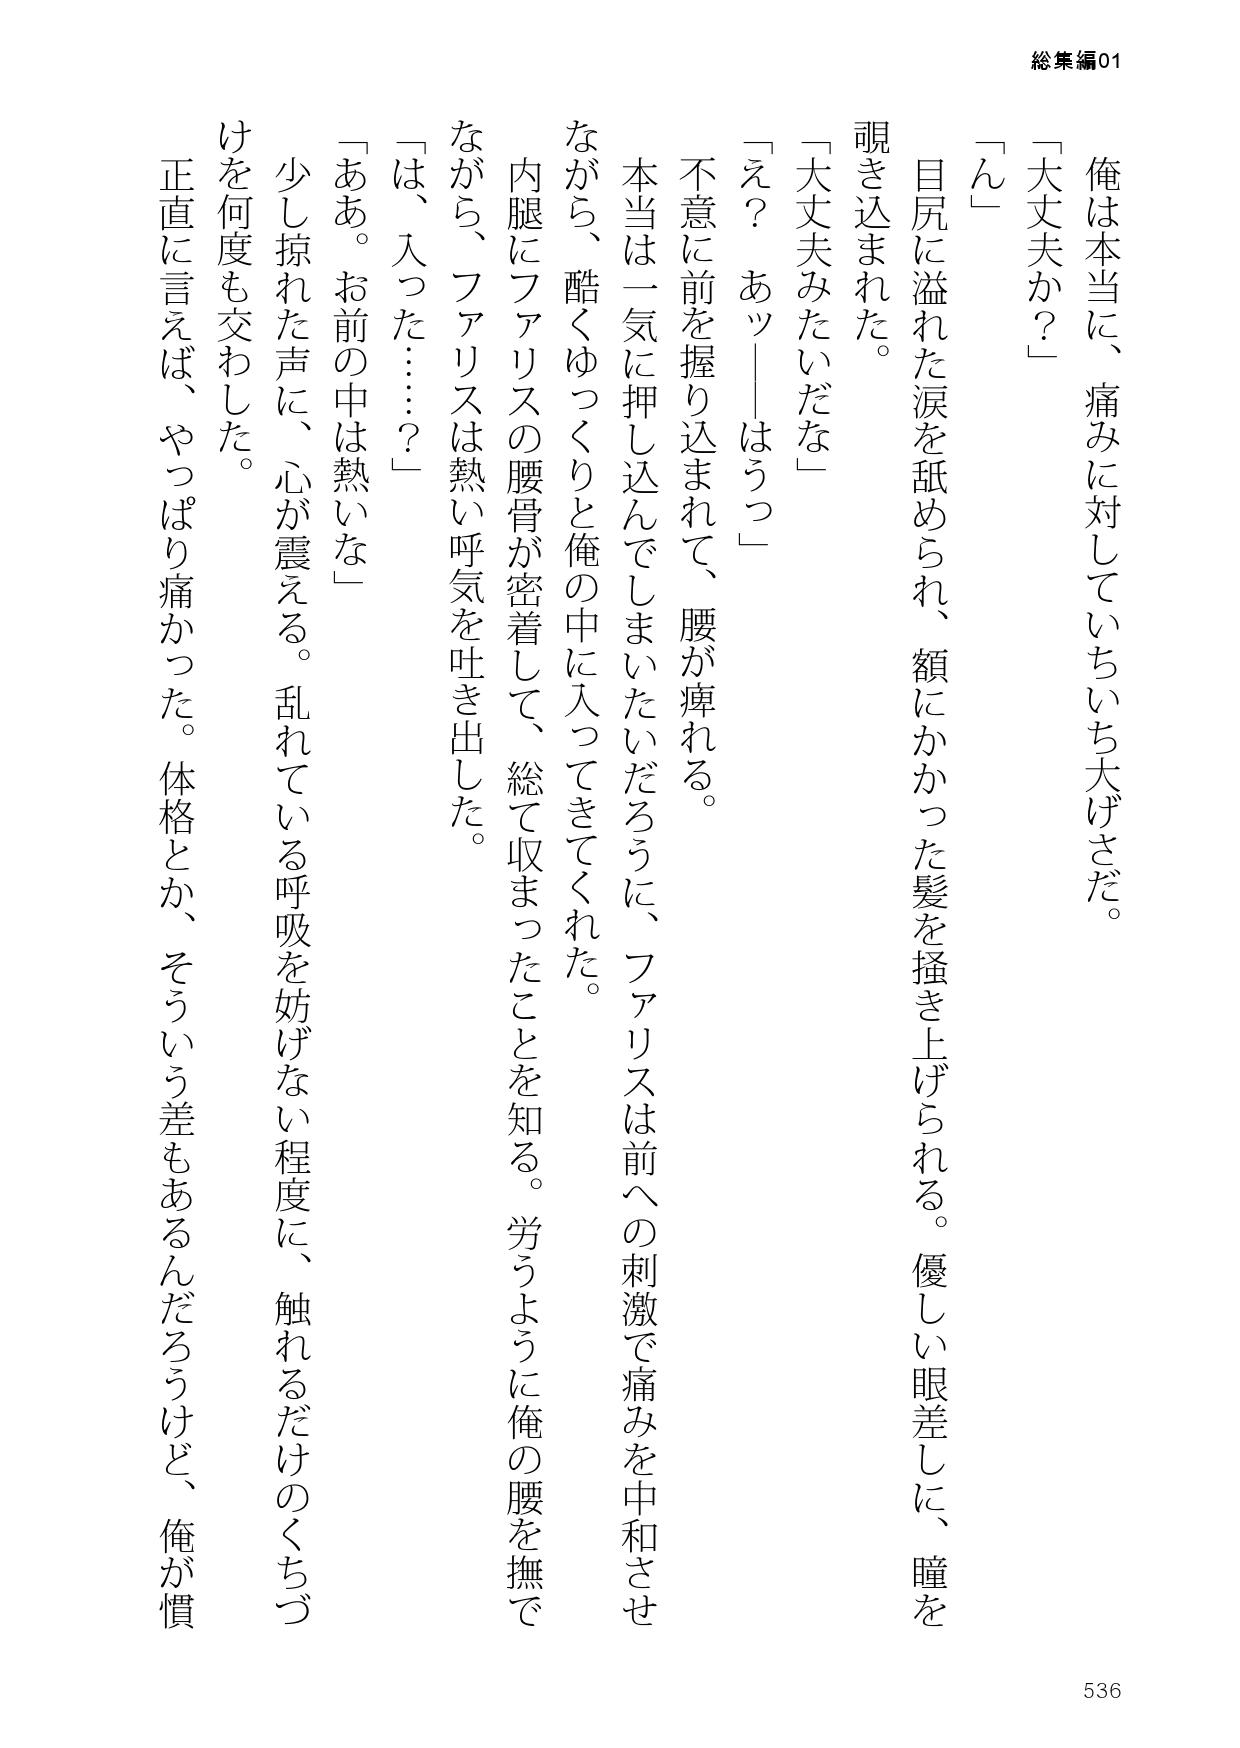 総集編01
俺は本当に、痛みに対していちいち大げさだ。
「大丈夫か？」
「ん」
目尻に溢れた涙を舐められ、額にかかった髪を掻き上げられる。優しい眼差しに、瞳を
覗き込まれた。
「大丈夫みたいだな」
「え？　あッ――はうっ」
不意に前を握り込まれて、腰が痺れる。
本当は一気に押し込んでしまいたいだろうに、ファリスは前への刺激で痛みを中和させ
ながら、酷くゆっくりと俺の中に入ってきてくれた。
内腿にファリスの腰骨が密着して、総て収まったことを知る。労うように俺の腰を撫で
ながら、ファリスは熱い呼気を吐き出した。
「は、入った……？」
「ああ。お前の中は熱いな」
少し掠れた声に、心が震える。乱れている呼吸を妨げない程度に、触れるだけのくちづ
けを何度も交わした。
正直に言えば、やっぱり痛かった。体格とか、そういう差もあるんだろうけど、俺が慣
536